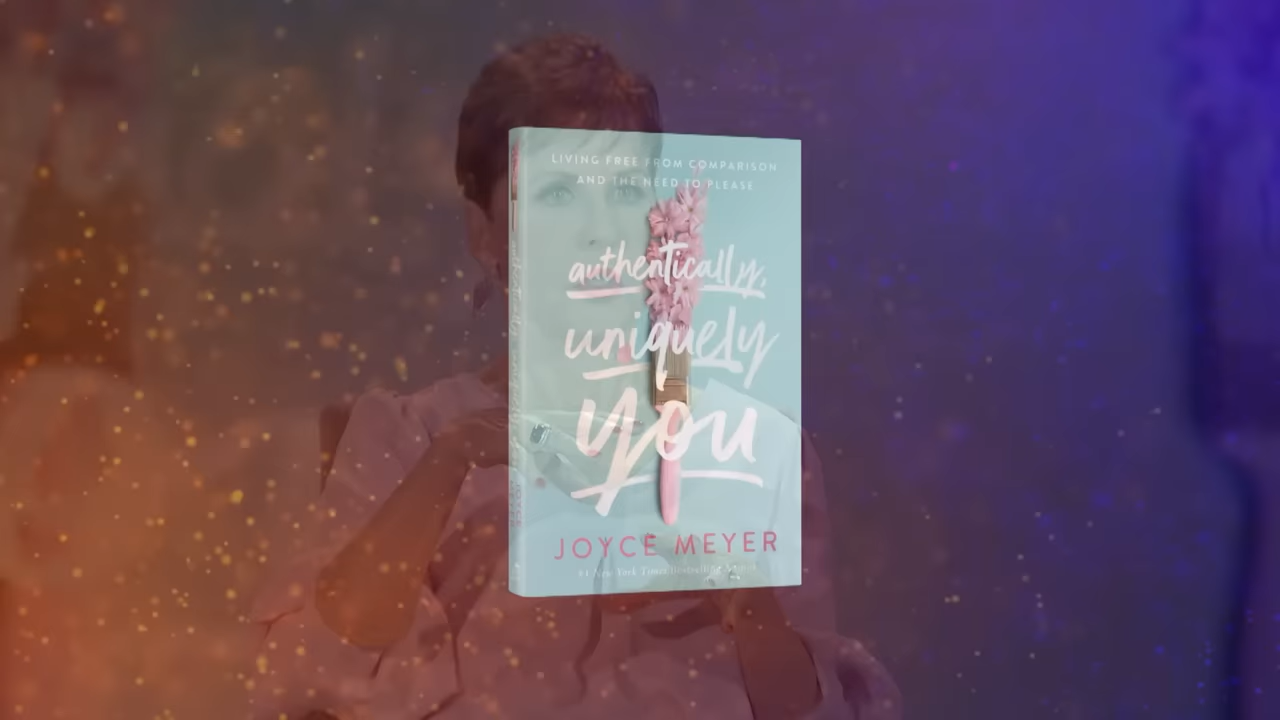 LIVING FREE FROM COMPARISON
AND THE NEED TO PLEASE
authentically,
uniquely
you
JOYCE MEYER
#1 New York Times Bestselling Author